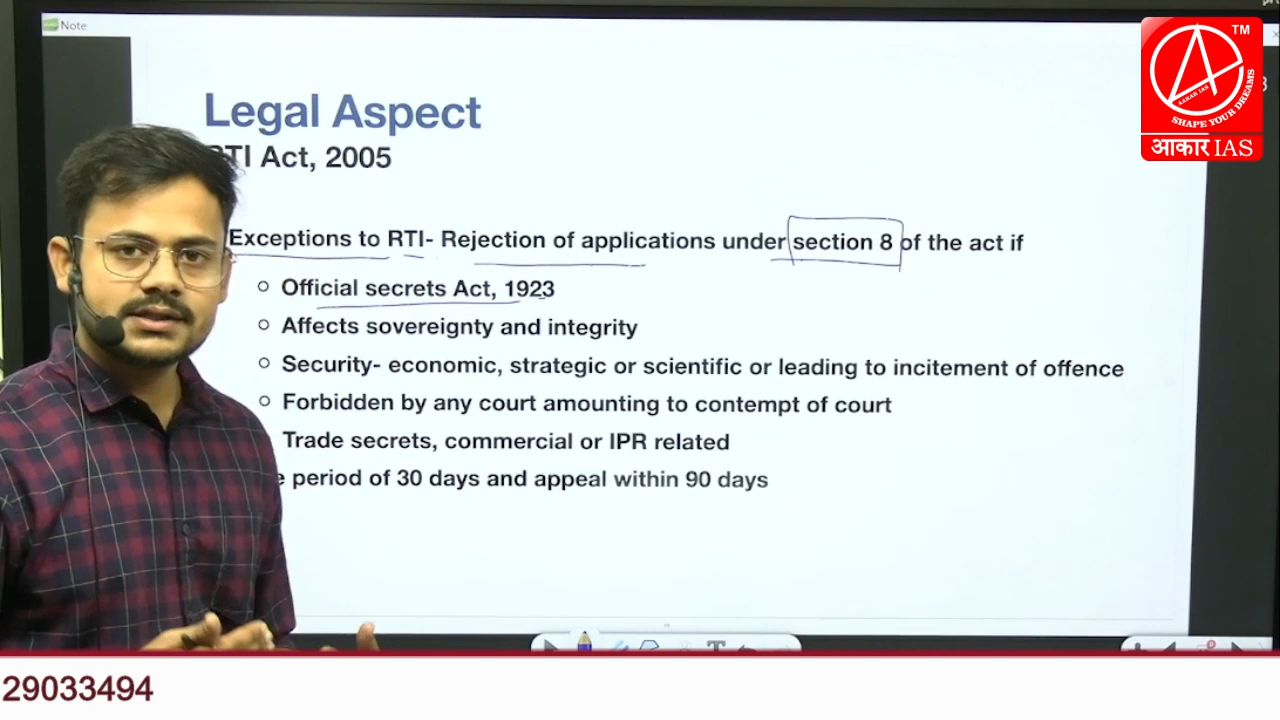 Note
TM
AAKAR IAS
SHAPE YOUR DREAMS
आकार IAS
Legal Aspect
RTI Act, 2005
Exceptions to RTI- Rejection of applications under section 8 of the act if
Official secrets Act, 1923
Affects sovereignty and integrity
Security- economic, strategic or scientific or leading to incitement of offence
Forbidden by any court amounting to contempt of court
Trade secrets, commercial or IPR related
period of 30 days and appeal within 90 days
29033494